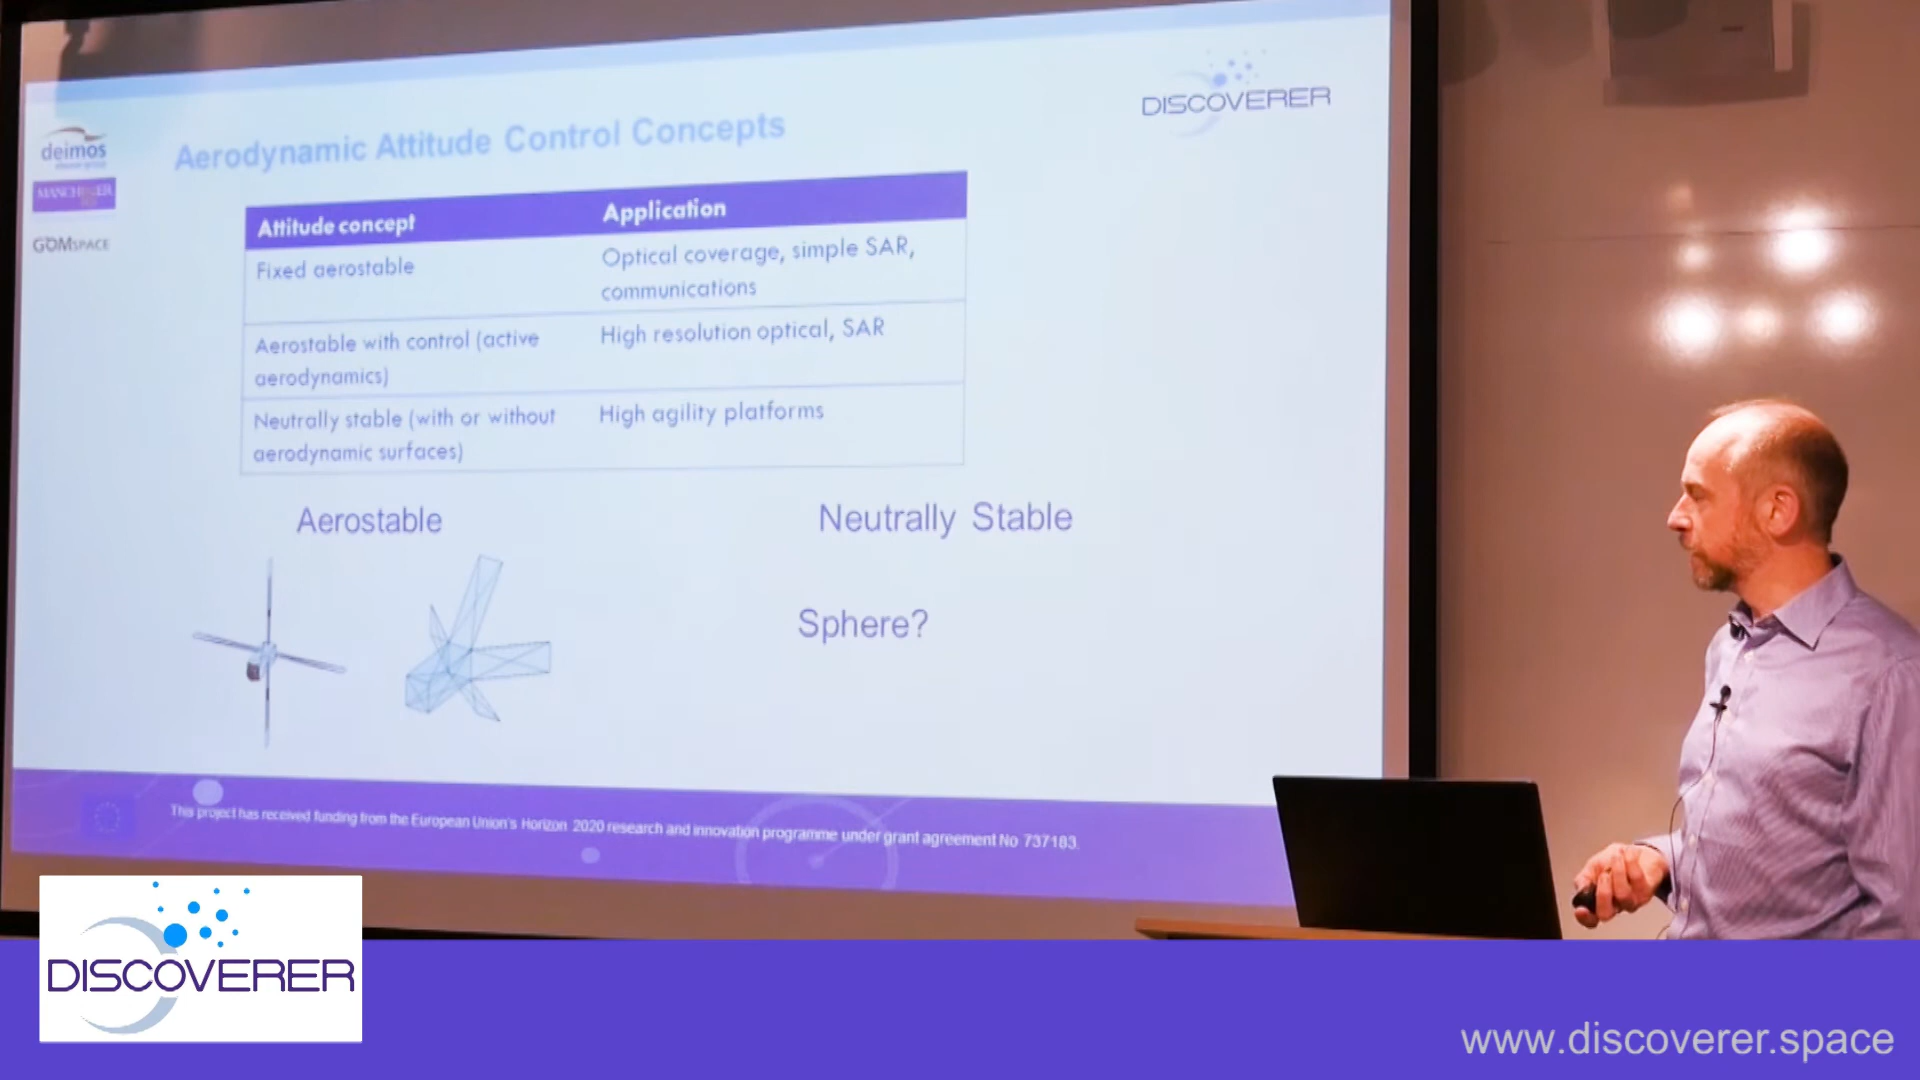 DISCOVERER
deimos
MANCHESTER
GOMSPACE
Aerodynamic Attitude Control Concepts
Attitude concept
Application
Fixed aerostable
Optical coverage, simple SAR,
communications
Aerostable with control (active
aerodynamics)
High resolution optical, SAR
Neutrally stable (with or without
aerodynamic surfaces)
High agility platforms
Aerostable
Neutrally Stable
Sphere?
This project has received funding from the European Union's Horizon 2020 research and innovation programme under grant agreement No 737183.
DISCOVERER
www.discoverer.space